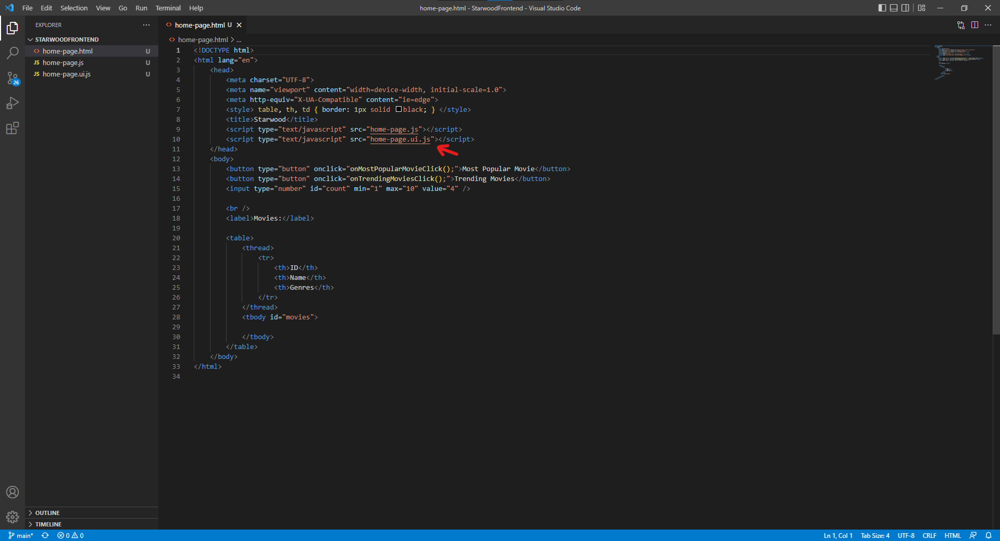 File Edit Selection View Go Run Terminal Help home-page.html - StarwoodFrontend - Visual Studio Code
EXPLORER
STARWOODFRONTEND
home-page.html U
JS home-page.js U
JS home-page.ui.js U
26
OUTLINE
TIMELINE
home-page.html U
home-page.html > ...
1 <!DOCTYPE html>
2 <html lang="en">
3 <head>
4 <meta charset="UTF-8">
5 <meta name="viewport" content="width=device-width, initial-scale=1.0">
6 <meta http-equiv="X-UA-Compatible" content="ie=edge">
7 <style> table, th, td { border: 1px solid black; } </style>
8 <title>Starwood</title>
9 <script type="text/javascript" src="home-page.js"></script>
10 <script type="text/javascript" src="home-page.ui.js"></script>
11 </head>
12 <body>
13 <button type="button" onclick="onMostPopularMovieClick();">Most Popular Movie</button>
14 <button type="button" onclick="onTrendingMoviesClick();">Trending Movies</button>
15 <input type="number" id="count" min="1" max="10" value="4" />
16
17 <br />
18 <label>Movies:</label>
19
20 <table>
21 <thread>
22 <tr>
23 <th>ID</th>
24 <th>Name</th>
25 <th>Genres</th>
26 </tr>
27 </thread>
28 <tbody id="movies">
29
30 </tbody>
31 </table>
32 </body>
33 </html>
34
main* 0 0 Ln 1, Col 1 Tab Size: 4 UTF-8 CRLF HTML